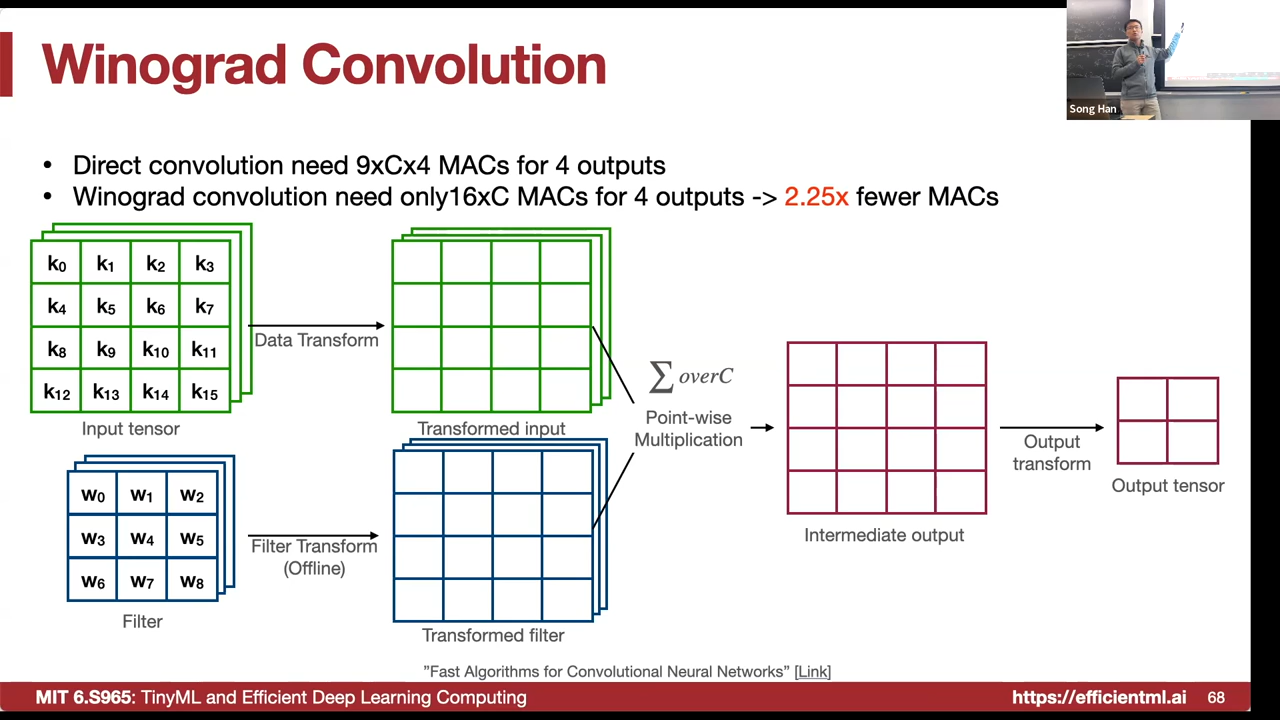 Winograd Convolution
Song Han
• Direct convolution need 9xCx4 MACs for 4 outputs
• Winograd convolution need only16xC MACs for 4 outputs -> 2.25x fewer MACs
k₀ k₁ k₂ k₃
k₄ k₅ k₆ k₇
k₈ k₉ k₁₀ k₁₁
k₁₂ k₁₃ k₁₄ k₁₅
Input tensor
Data Transform
Transformed input
∑ overC
Point-wise
Multiplication
Intermediate output
Output
transform
Output tensor
w₀ w₁ w₂
w₃ w₄ w₅
w₆ w₇ w₈
Filter
Filter Transform
(Offline)
Transformed filter
”Fast Algorithms for Convolutional Neural Networks” [Link]
MIT 6.S965: TinyML and Efficient Deep Learning Computing
https://efficientml.ai
68